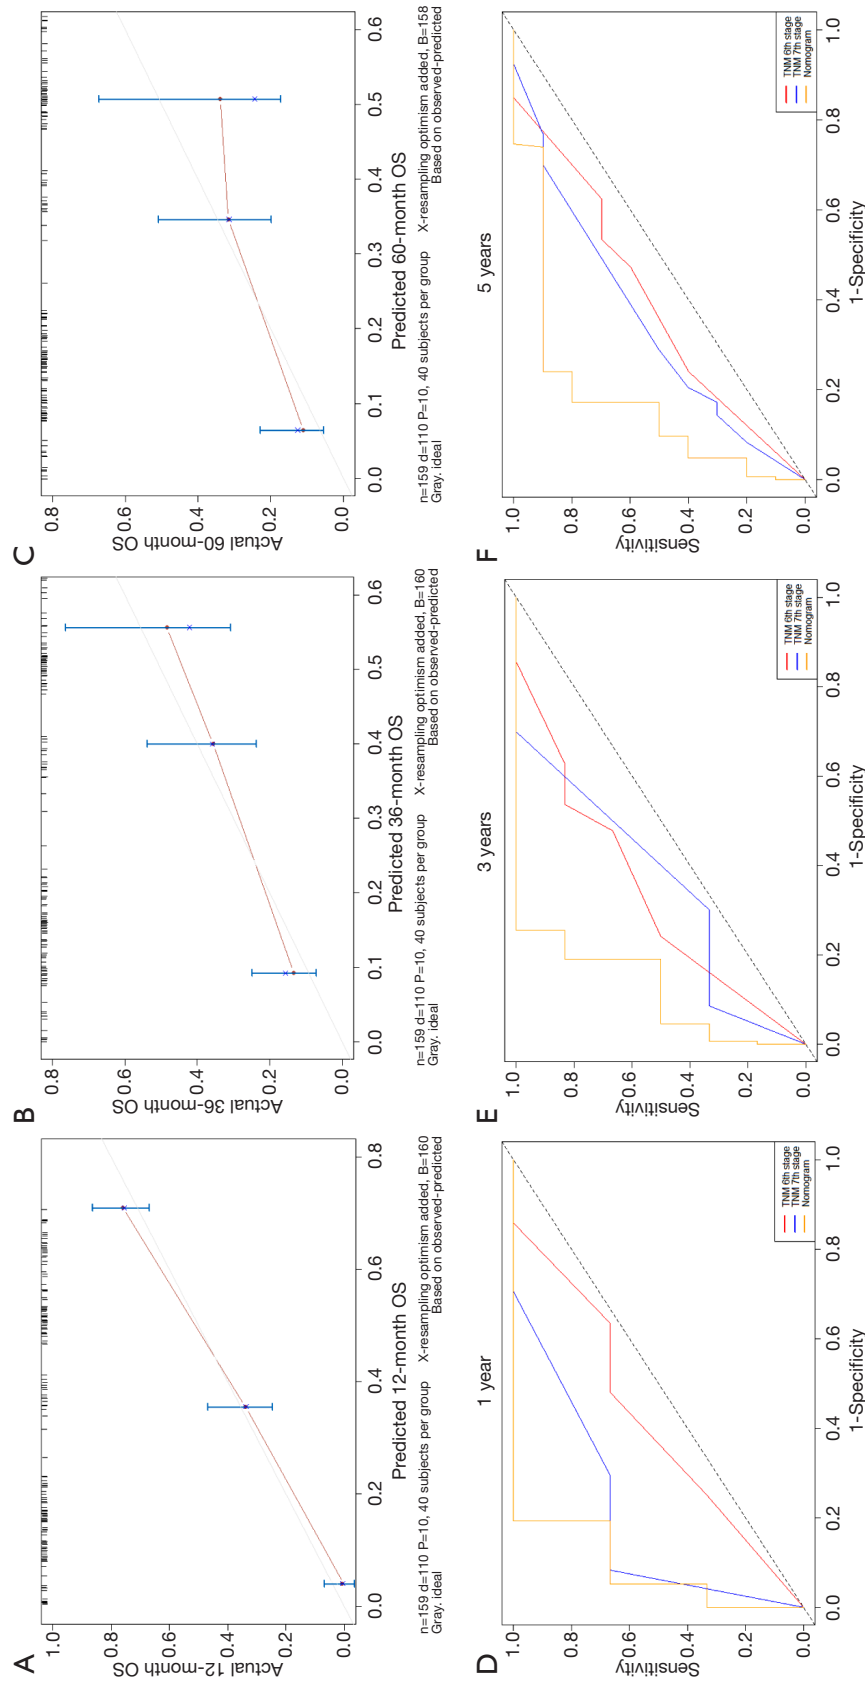 A
Actual 12-month OS
1.0
0.8
0.6
0.4
0.2
0.0
0.0 0.2 0.4 0.6 0.8
Predicted 12-month OS
n=159 d=110 P=10, 40 subjects per group X-resampling optimism added, B=160
Gray. ideal Based on observed-predicted
B
Actual 36-month OS
0.8
0.6
0.4
0.2
0.0
0.0 0.1 0.2 0.3 0.4 0.5 0.6
Predicted 36-month OS
n=159 d=110 P=10, 40 subjects per group X-resampling optimism added, B=160
Gray. ideal Based on observed-predicted
C
Actual 60-month OS
0.8
0.6
0.4
0.2
0.0
0.0 0.1 0.2 0.3 0.4 0.5 0.6
Predicted 60-month OS
n=159 d=110 P=10, 40 subjects per group X-resampling optimism added, B=158
Gray. ideal Based on observed-predicted
D
1 year
Sensitivity
1.0
0.8
0.6
0.4
0.2
0.0
TNM 6th stage
TNM 7th stage
Nomogram
0.0 0.2 0.4 0.6 0.8 1.0
1-Specificity
E
3 years
Sensitivity
1.0
0.8
0.6
0.4
0.2
0.0
TNM 6th stage
TNM 7th stage
Nomogram
0.0 0.2 0.4 0.6 0.8 1.0
1-Specificity
F
5 years
Sensitivity
1.0
0.8
0.6
0.4
0.2
0.0
TNM 6th stage
TNM 7th stage
Nomogram
0.0 0.2 0.4 0.6 0.8 1.0
1-Specificity